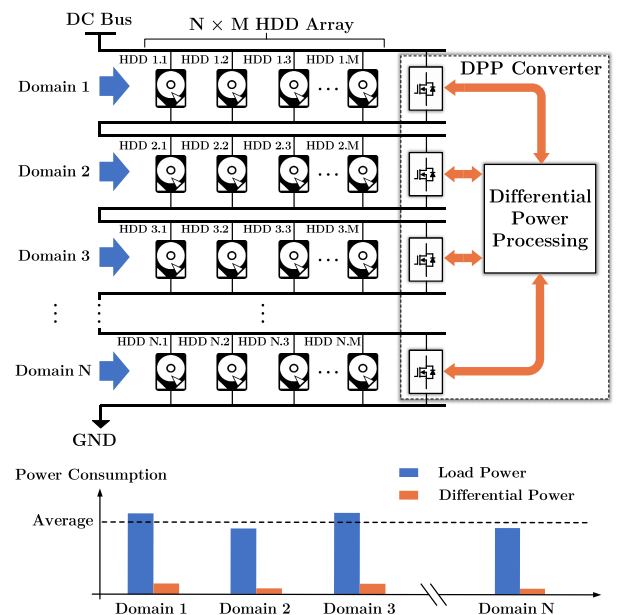 DC Bus
N × M HDD Array
HDD 1.1 HDD 1.2 HDD 1.3 HDD 1.M
DPP Converter
Domain 1
...
HDD 2.1 HDD 2.2 HDD 2.3 HDD 2.M
Domain 2
...
Differential
Power
Processing
HDD 3.1 HDD 3.2 HDD 3.3 HDD 3.M
Domain 3
...
HDD N.1 HDD N.2 HDD N.3 HDD N.M
Domain N
...
GND
Power Consumption
Load Power
Differential Power
Average
Domain 1 Domain 2 Domain 3 Domain N